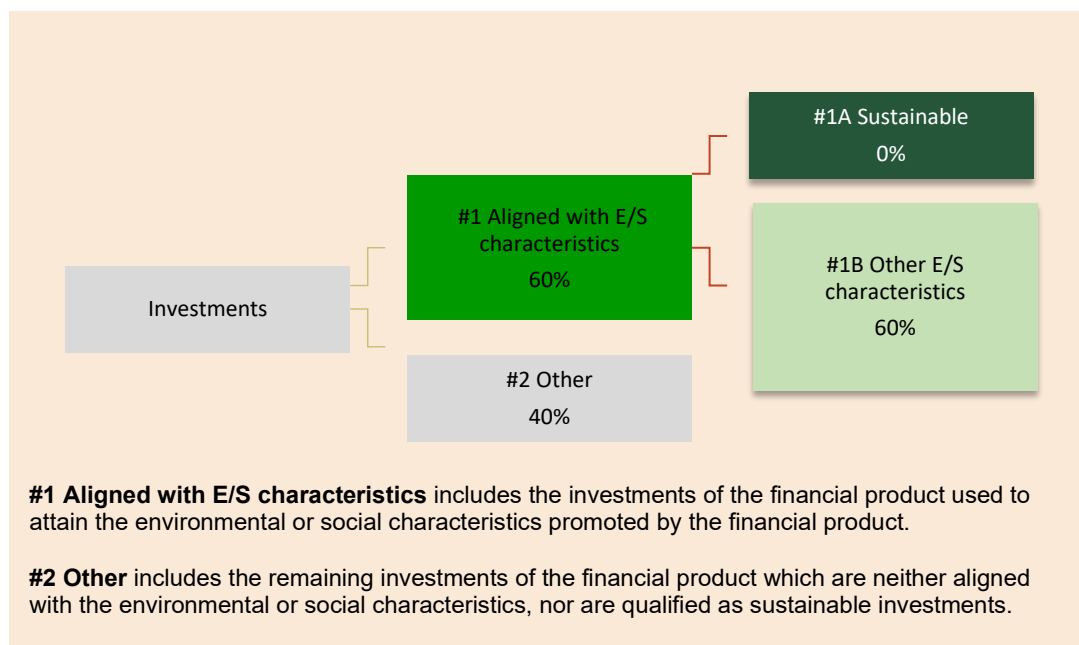 #1A Sustainable
0%
#1 Aligned with E/S
characteristics
60%
#1B Other E/S
characteristics
60%
Investments
#2 Other
40%
#1 Aligned with E/S characteristics includes the investments of the financial product used to
attain the environmental or social characteristics promoted by the financial product.
#2 Other includes the remaining investments of the financial product which are neither aligned
with the environmental or social characteristics, nor are qualified as sustainable investments.